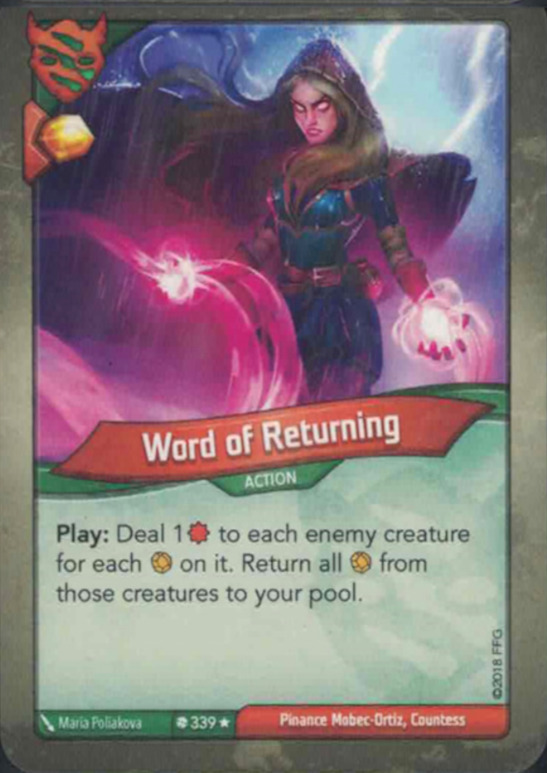 Word of Returning
ACTION
Play: Deal 1 to each enemy creature
for each on it. Return all from
those creatures to your pool.
©2018 FFG
Maria Poliakova
339
Pinance Mobec-Ortiz, Countess